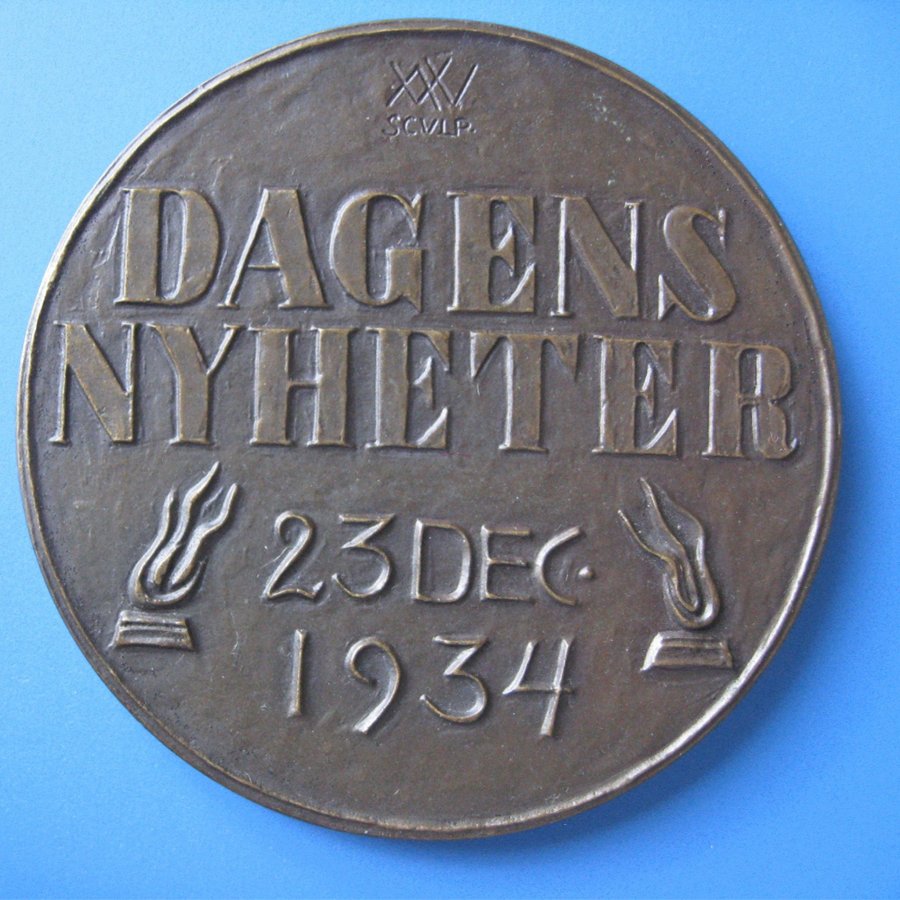 SCVLP.
DAGENS
NYHETER
23 DEC.
1934